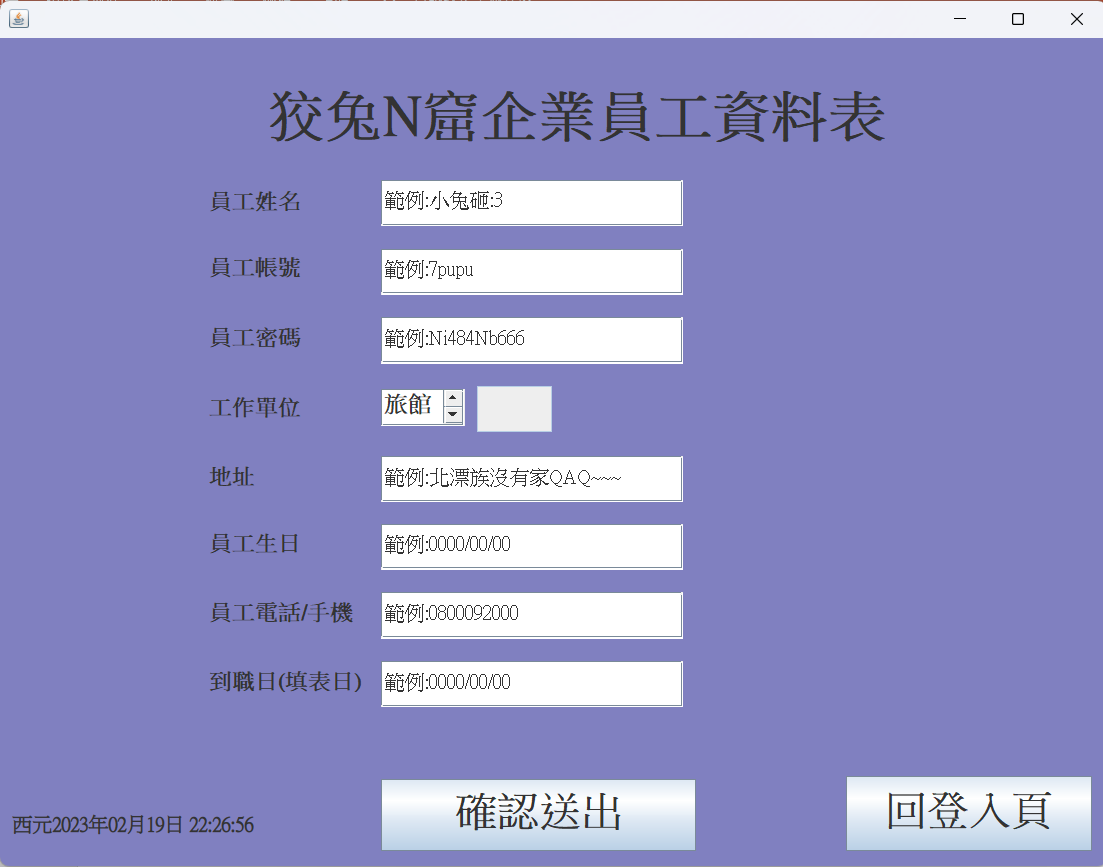 狡兔N窟企業員工資料表
員工姓名 範例:小兔砸:3
員工帳號 範例:7pupu
員工密碼 範例:Ni484Nb666
工作單位 旅館
地址 範例:北漂族沒有家QAQ~~~
員工生日 範例:0000/00/00
員工電話/手機 範例:0800092000
到職日(填表日) 範例:0000/00/00
確認送出
回登入頁
西元2023年02月19日 22:26:56